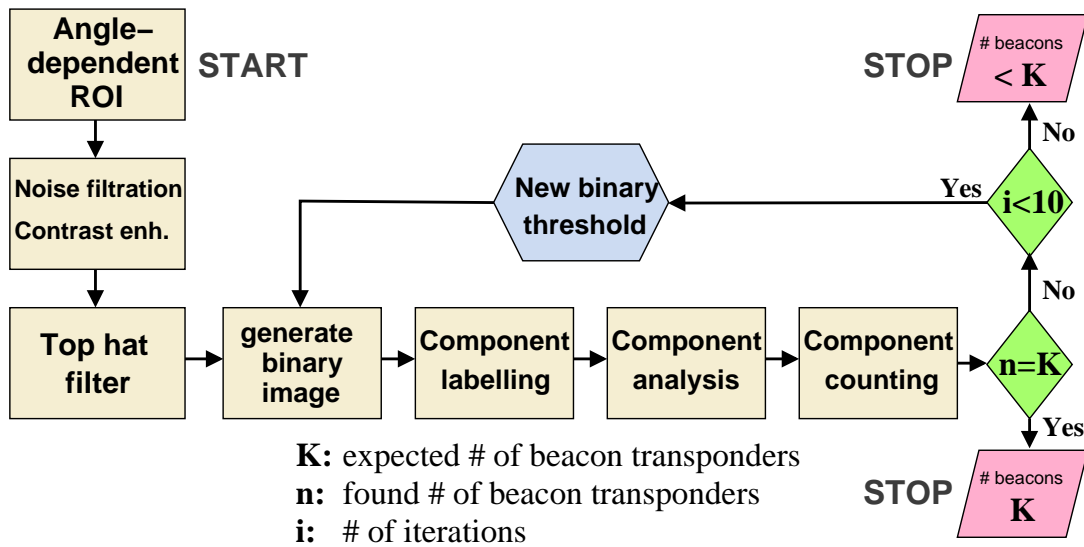 Angle–
dependent
ROI
START
STOP
# beacons
< K
No
Noise filtration
Contrast enh.
New binary
threshold
Yes
i<10
No
Top hat
filter
generate
binary
image
Component
labelling
Component
analysis
Component
counting
n=K
Yes
K: expected # of beacon transponders
n: found # of beacon transponders
i: # of iterations
STOP
# beacons
K